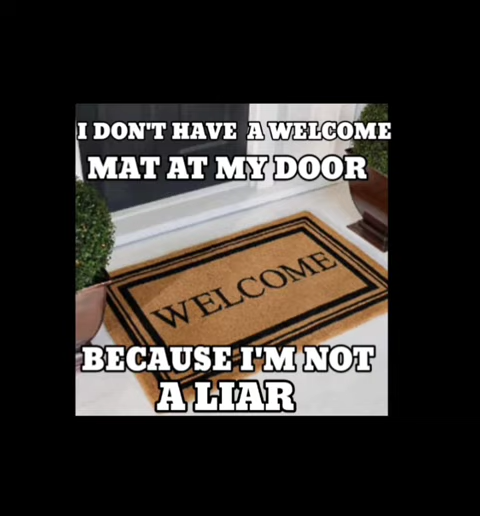 I DON'T HAVE A WELCOME
MAT AT MY DOOR
WELCOME
BECAUSE I'M NOT
A LIAR